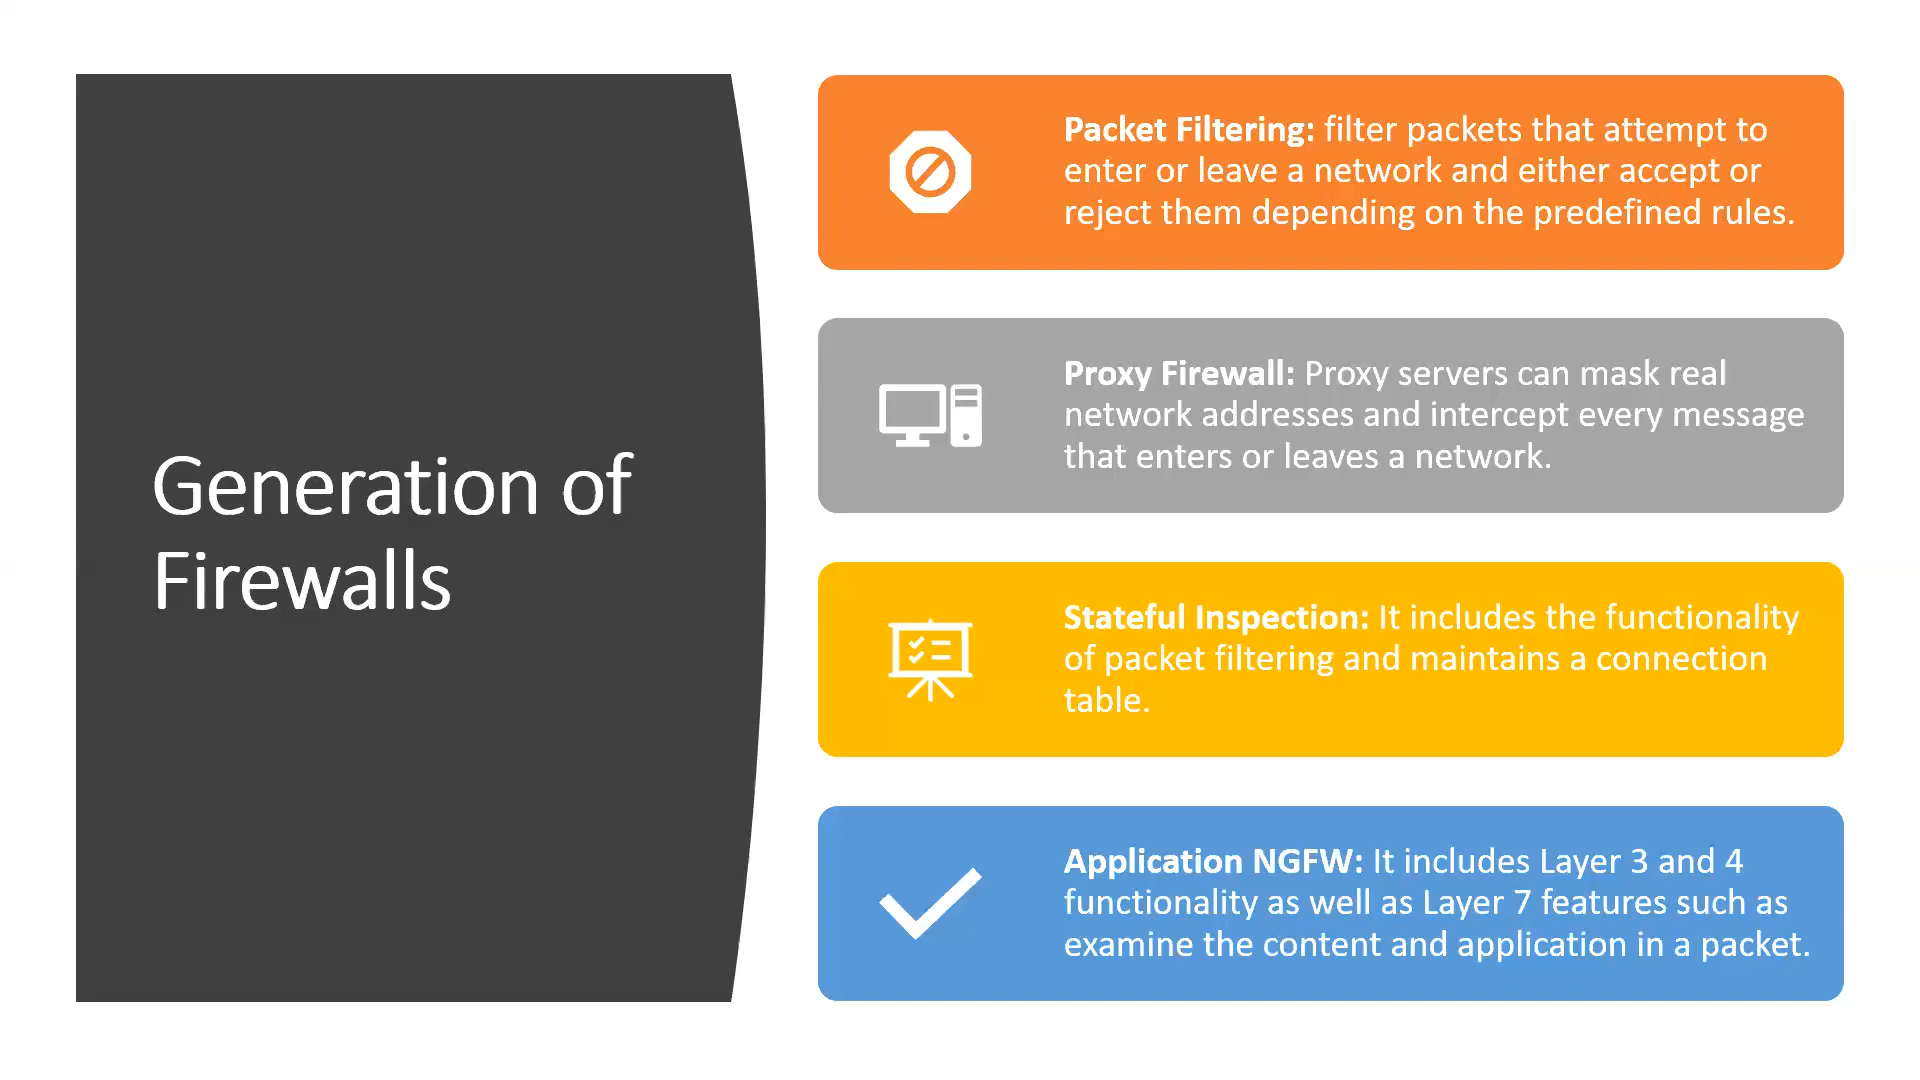 Generation of
Firewalls
Packet Filtering: filter packets that attempt to
enter or leave a network and either accept or
reject them depending on the predefined rules.
Proxy Firewall: Proxy servers can mask real
network addresses and intercept every message
that enters or leaves a network.
Stateful Inspection: It includes the functionality
of packet filtering and maintains a connection
table.
Application NGFW: It includes Layer 3 and 4
functionality as well as Layer 7 features such as
examine the content and application in a packet.